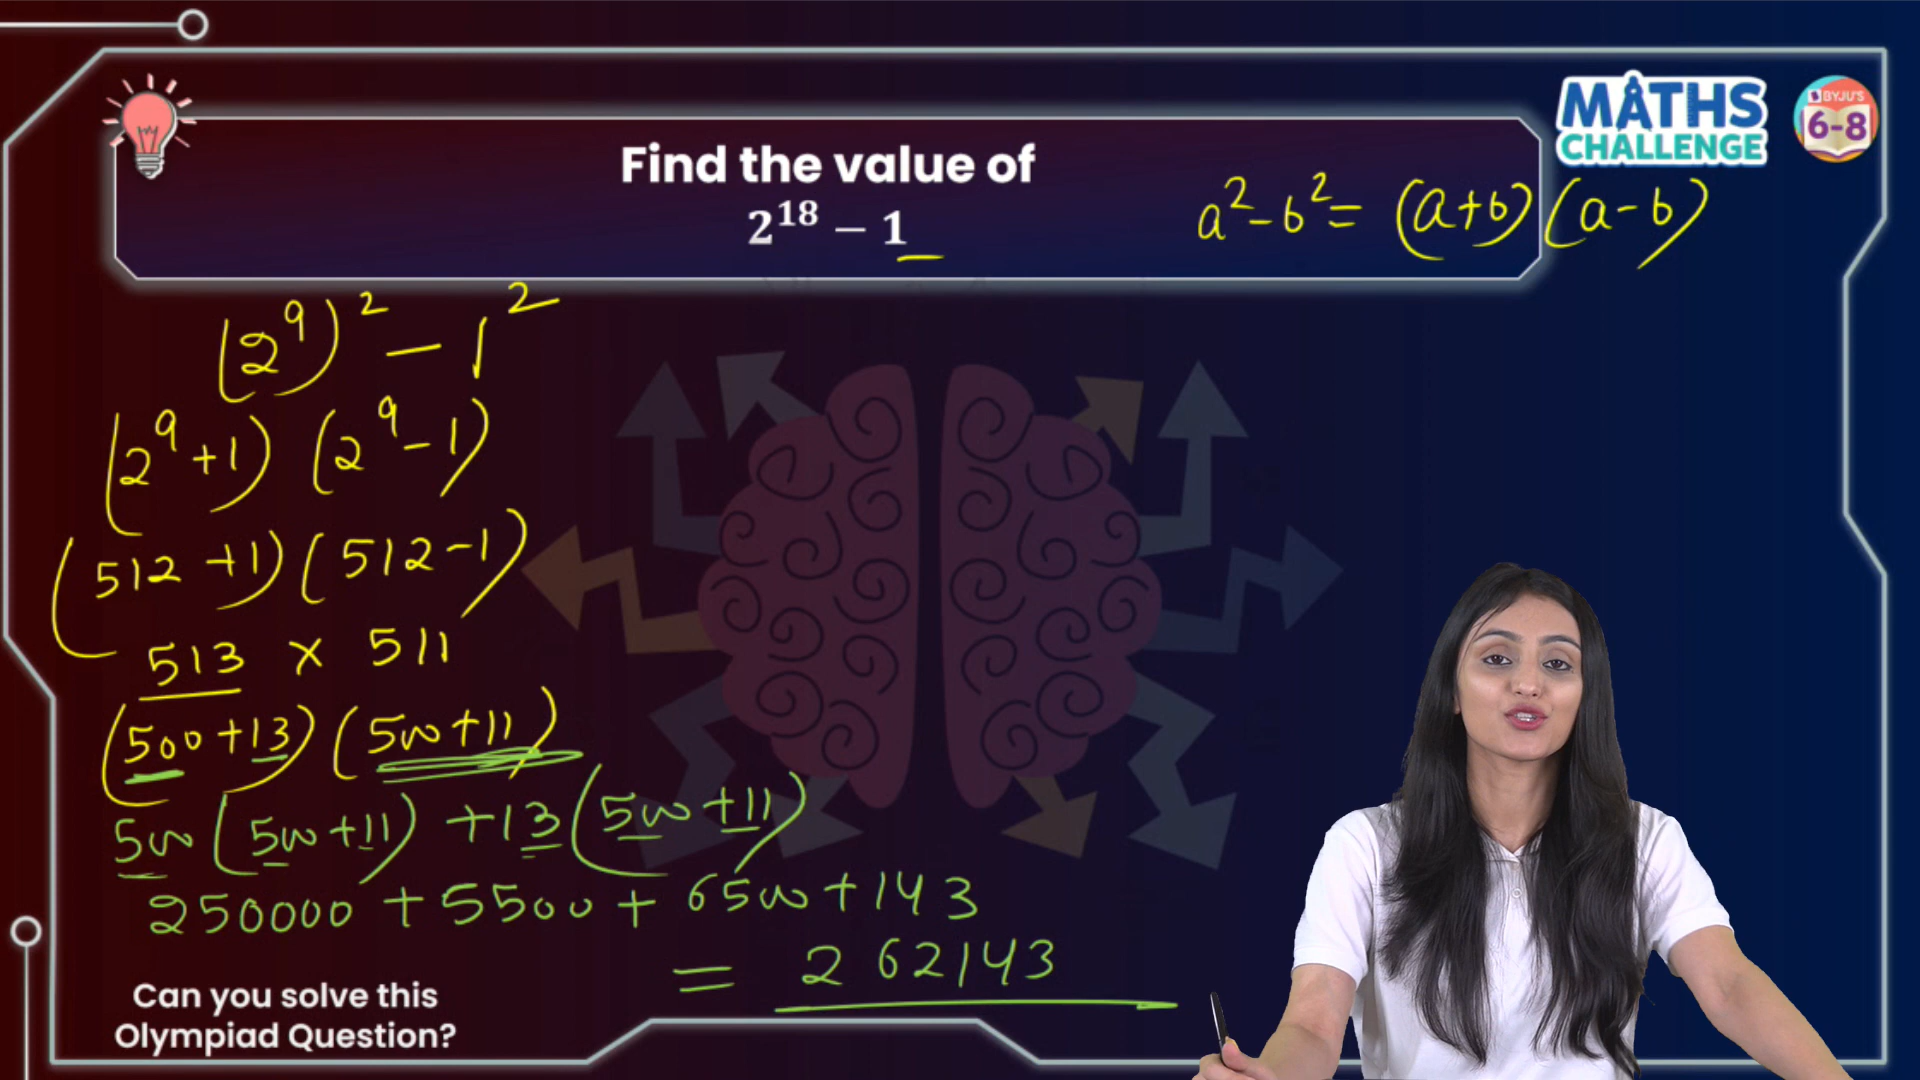 MATHS
CHALLENGE
BYJU'S
6-8
Find the value of
2¹⁸ – 1
a² - b² = (a+b)(a-b)
(2⁹)² - 1²
(2⁹+1) (2⁹-1)
(512 +1)(512-1)
513 × 511
(500+13)(500+11)
500(500+11) +13(500+11)
250000 + 5500 + 6500 + 143
= 262143
Can you solve this
Olympiad Question?